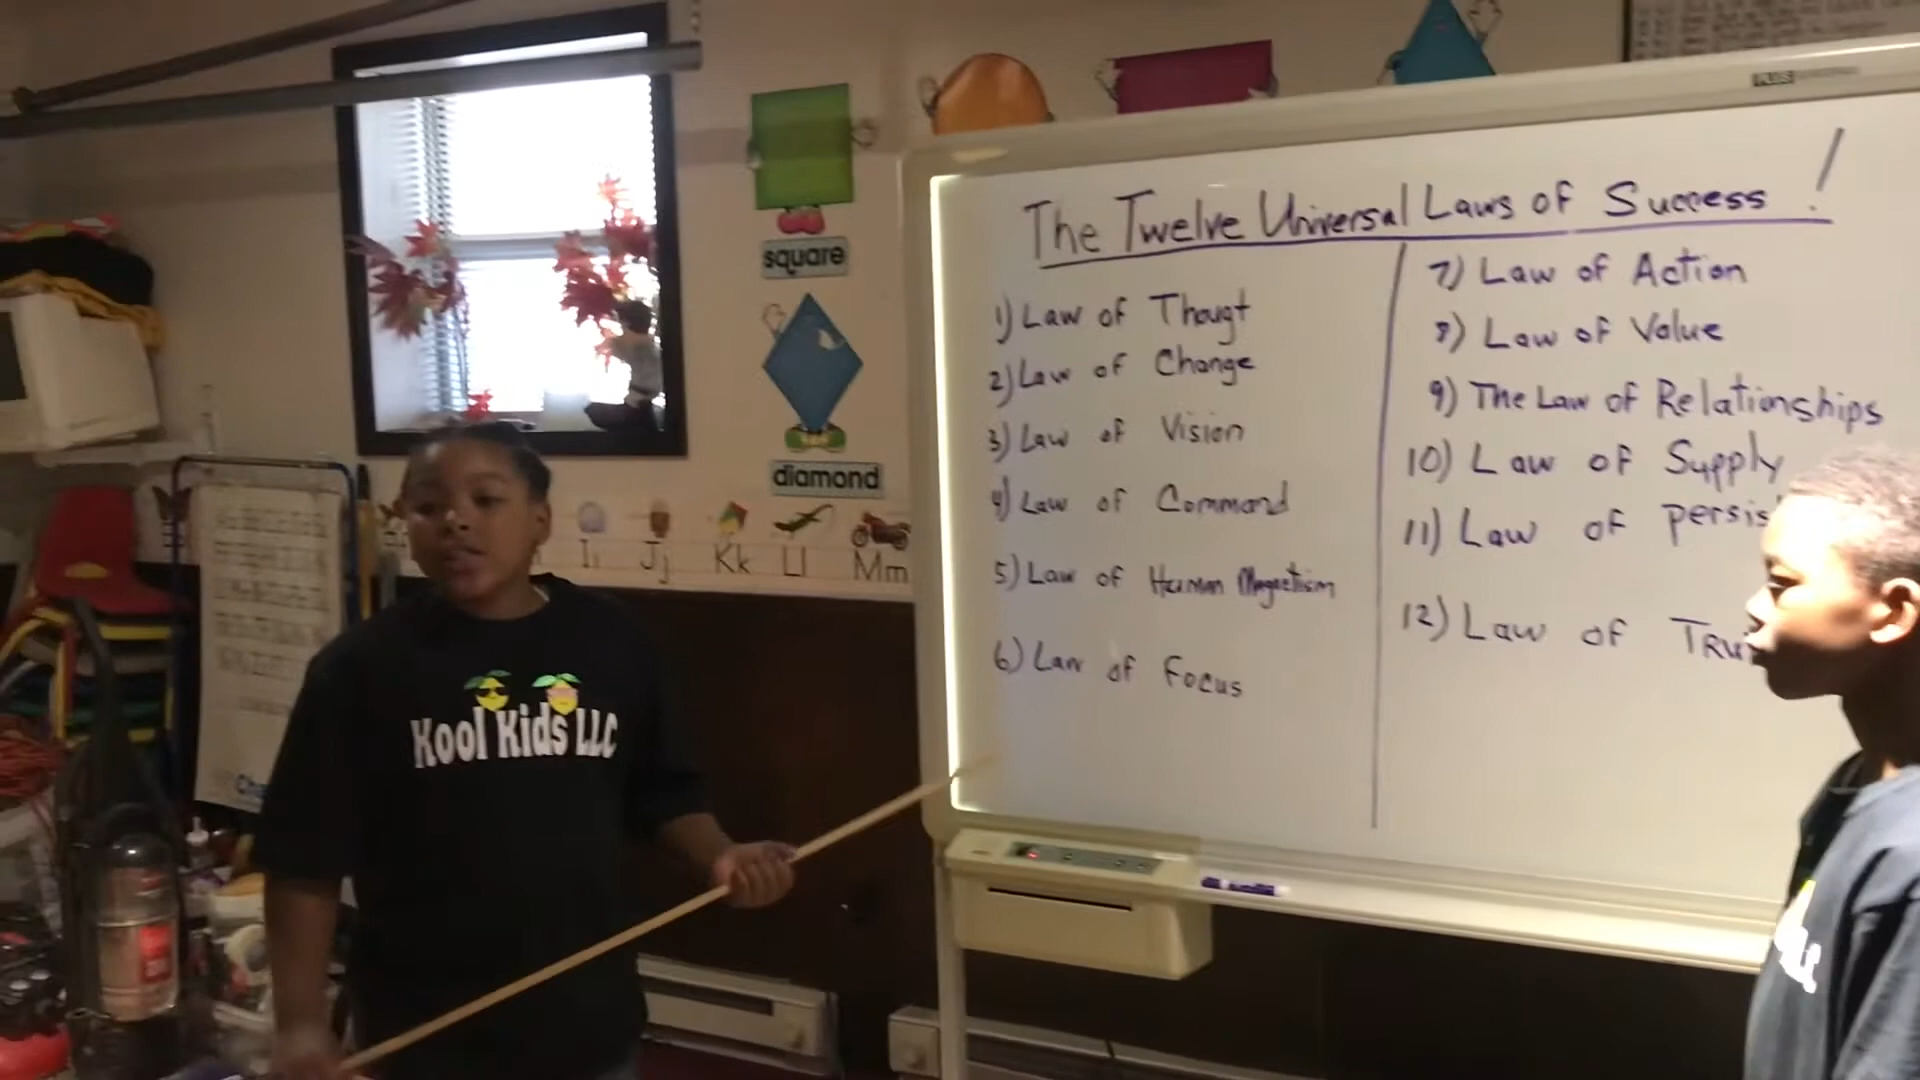 PLUS
The Twelve Universal Laws of Success!
1) Law of Thougt
2) Law of Change
3) Law of Vision
4) Law of Command
5) Law of Human Magnetism
6) Law of Focus
7) Law of Action
8) Law of Value
9) The Law of Relationships
10) Law of Supply
11) Law of persis
12) Law of Tru
square
diamond
Ii Jj Kk Ll Mm
Kool Kids LLC